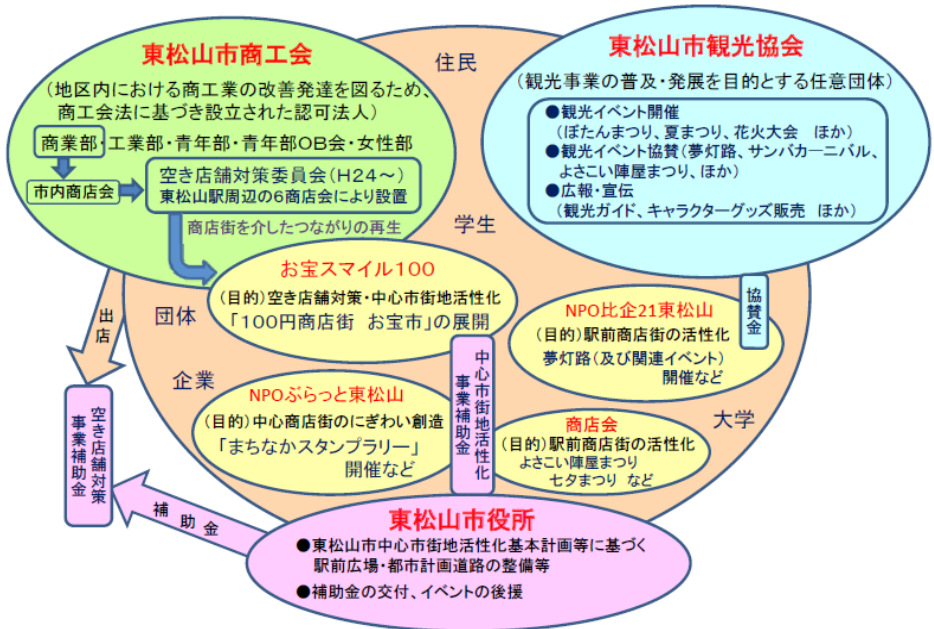 東松山市商工会
(地区内における商工業の改善発達を図るため、
商工会法に基づき設立された認可法人)
商業部・工業部・青年部・青年部OB会・女性部
市内商店会
空き店舗対策委員会(H24～)
東松山駅周辺の6商店会により設置
商店街を介したつながりの再生
住民
東松山市観光協会
(観光事業の普及・発展を目的とする任意団体)
●観光イベント開催
(ぼたんまつり、夏まつり、花火大会 ほか)
●観光イベント協賛(夢灯路、サンバカーニバル、
よさこい陣屋まつり、ほか)
●広報・宣伝
(観光ガイド、キャラクターグッズ販売 ほか)
学生
お宝スマイル100
(目的)空き店舗対策・中心市街地活性化
「100円商店街 お宝市」の展開
団体
出店
協賛金
NPO比企21東松山
(目的)駅前商店街の活性化
夢灯路(及び関連イベント)
開催など
企業
NPOぶらっと東松山
(目的)中心商店街のにぎわい創造
「まちなかスタンプラリー」
開催など
中心市街地活性化
事業補助金
大学
商店会
(目的)駅前商店街の活性化
よさこい陣屋まつり
七夕まつり など
空き店舗対策
事業補助金
補助金
東松山市役所
●東松山市中心市街地活性化基本計画等に基づく
駅前広場・都市計画道路の整備等
●補助金の交付、イベントの後援